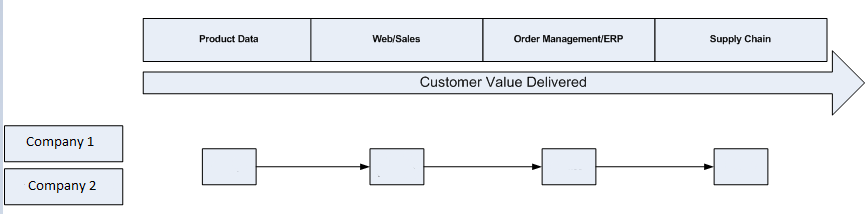 Product Data
Web/Sales
Order Management/ERP
Supply Chain
Customer Value Delivered
Company 1
Company 2